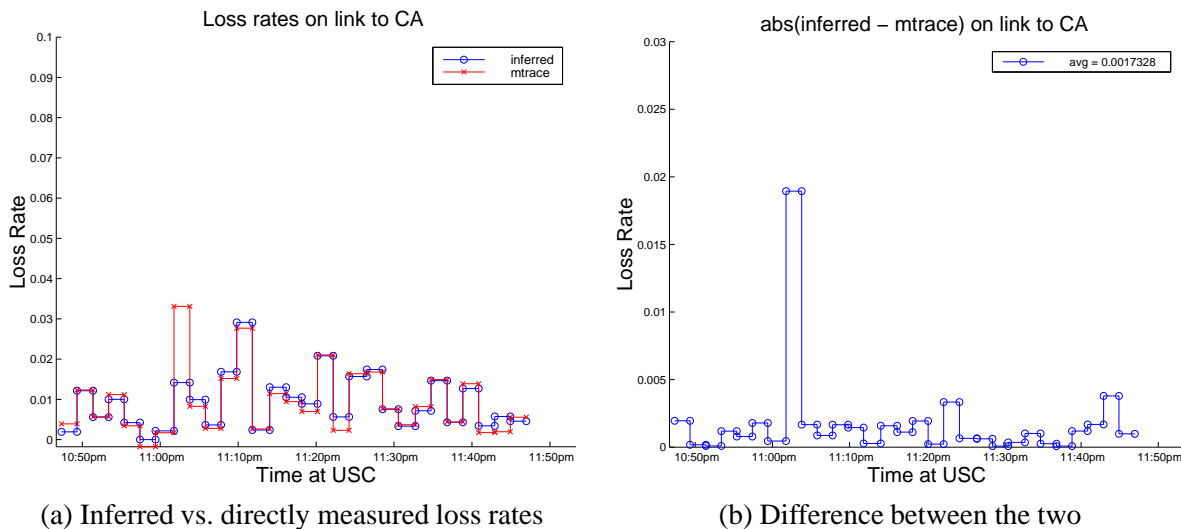 Loss rates on link to CA
0.1
0.09
0.08
0.07
0.06
0.05
0.04
0.03
0.02
0.01
0
Loss Rate
inferred
mtrace
10:50pm 11:00pm 11:10pm 11:20pm 11:30pm 11:40pm 11:50pm
Time at USC
(a) Inferred vs. directly measured loss rates
abs(inferred − mtrace) on link to CA
0.03
0.025
0.02
0.015
0.01
0.005
0
Loss Rate
avg = 0.0017328
10:50pm 11:00pm 11:10pm 11:20pm 11:30pm 11:40pm 11:50pm
Time at USC
(b) Difference between the two